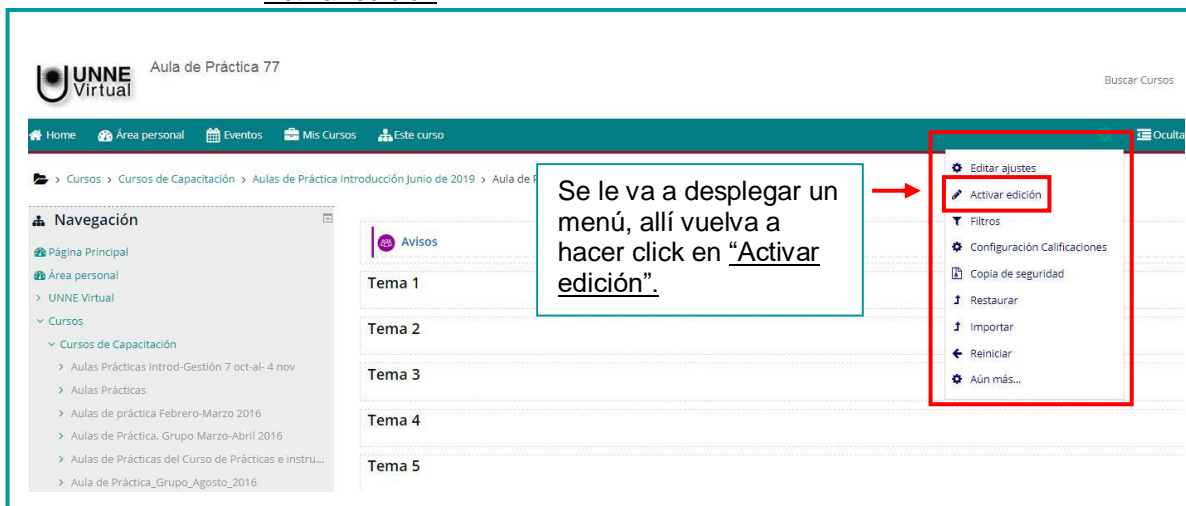 UNNE
Virtual
Aula de Práctica 77
Buscar Cursos
Home Área personal Eventos Mis Cursos Este curso
Oculta
> Cursos > Cursos de Capacitación > Aulas de Práctica Introducción Junio de 2019 > Aula de
Navegación
Página Principal
Área personal
> UNNE Virtual
Cursos
Cursos de Capacitación
> Aulas Prácticas Introd-Gestión 7 oct-al- 4 nov
> Aulas Prácticas
> Aulas de práctica Febrero-Marzo 2016
> Aulas de Práctica. Grupo Marzo-Abril 2016
> Aulas de Prácticas del Curso de Prácticas e instru...
> Aula de Práctica_Grupo_Agosto_2016
Avisos
Tema 1
Tema 2
Tema 3
Tema 4
Tema 5
Se le va a desplegar un
menú, allí vuelva a
hacer click en “Activar
edición”.
Editar ajustes
Activar edición
Filtros
Configuración Calificaciones
Copia de seguridad
Restaurar
Importar
Reiniciar
Aún más...